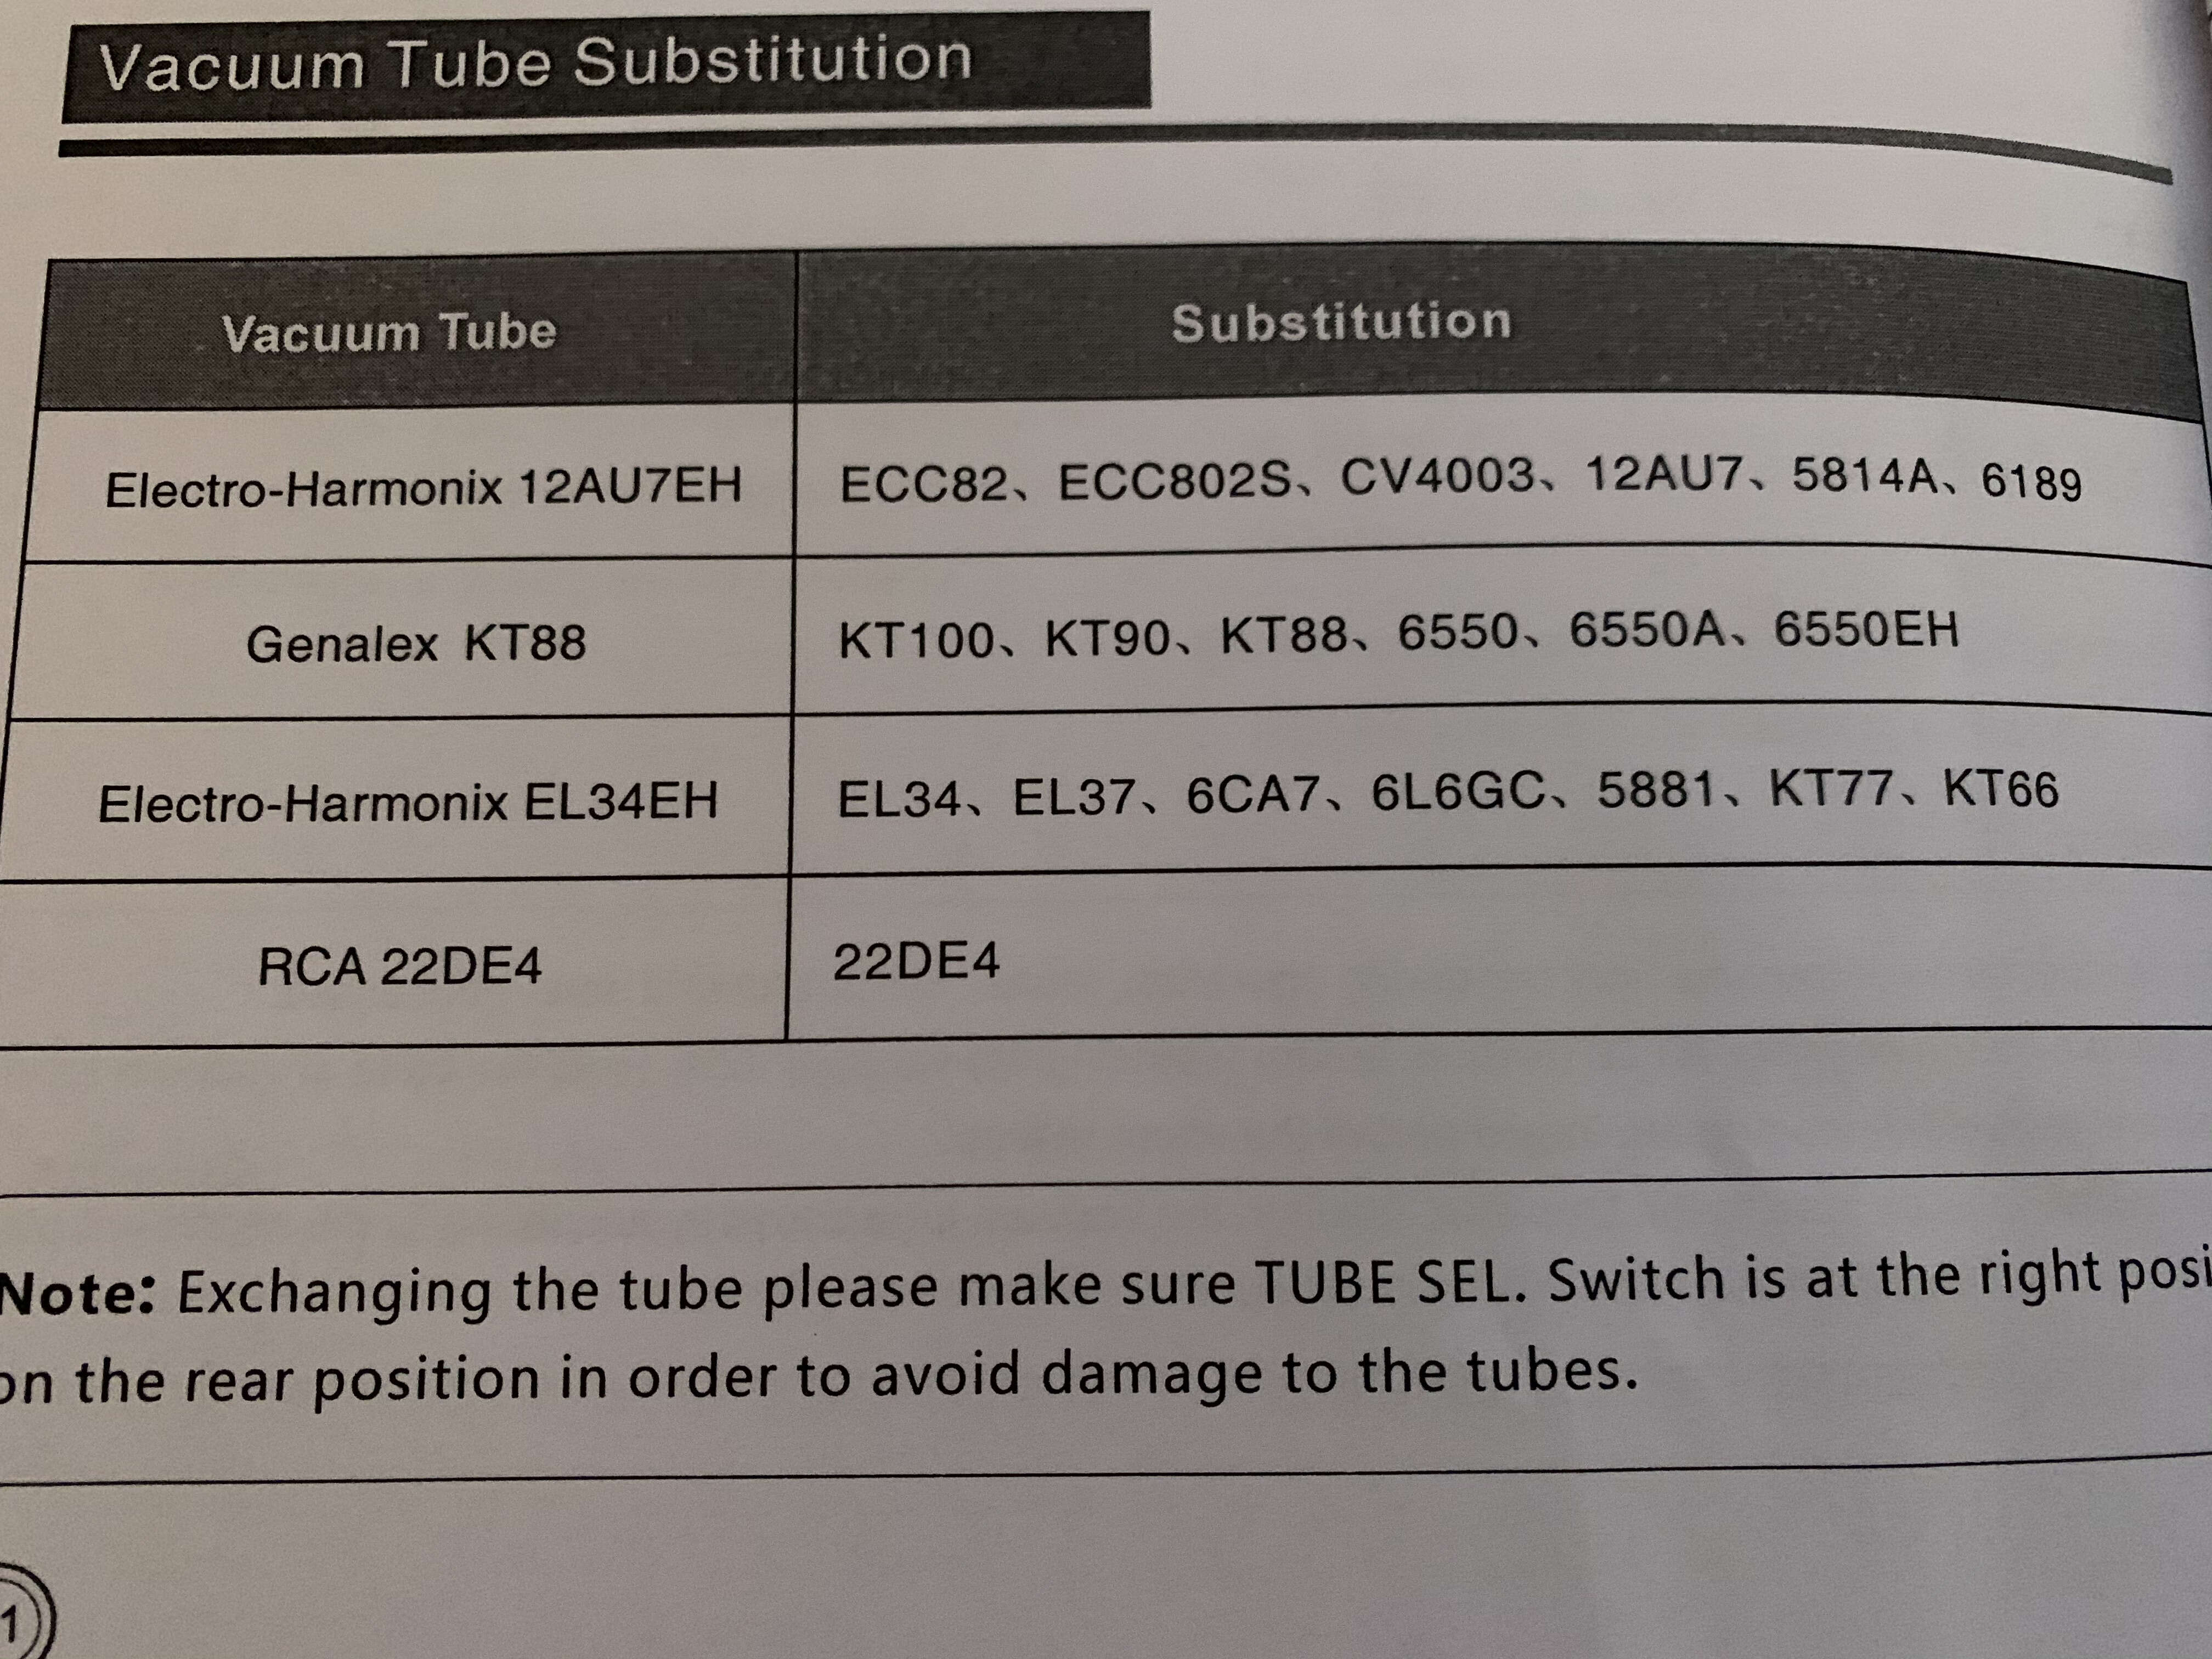 Vacuum Tube Substitution
Vacuum Tube Substitution
Electro-Harmonix 12AU7EH ECC82、ECC802S、CV4003、12AU7、5814A、6189
Genalex KT88 KT100、KT90、KT88、6550、6550A、6550EH
Electro-Harmonix EL34EH EL34、EL37、6CA7、6L6GC、5881、KT77、KT66
RCA 22DE4 22DE4
Note: Exchanging the tube please make sure TUBE SEL. Switch is at the right posi
on the rear position in order to avoid damage to the tubes.
1